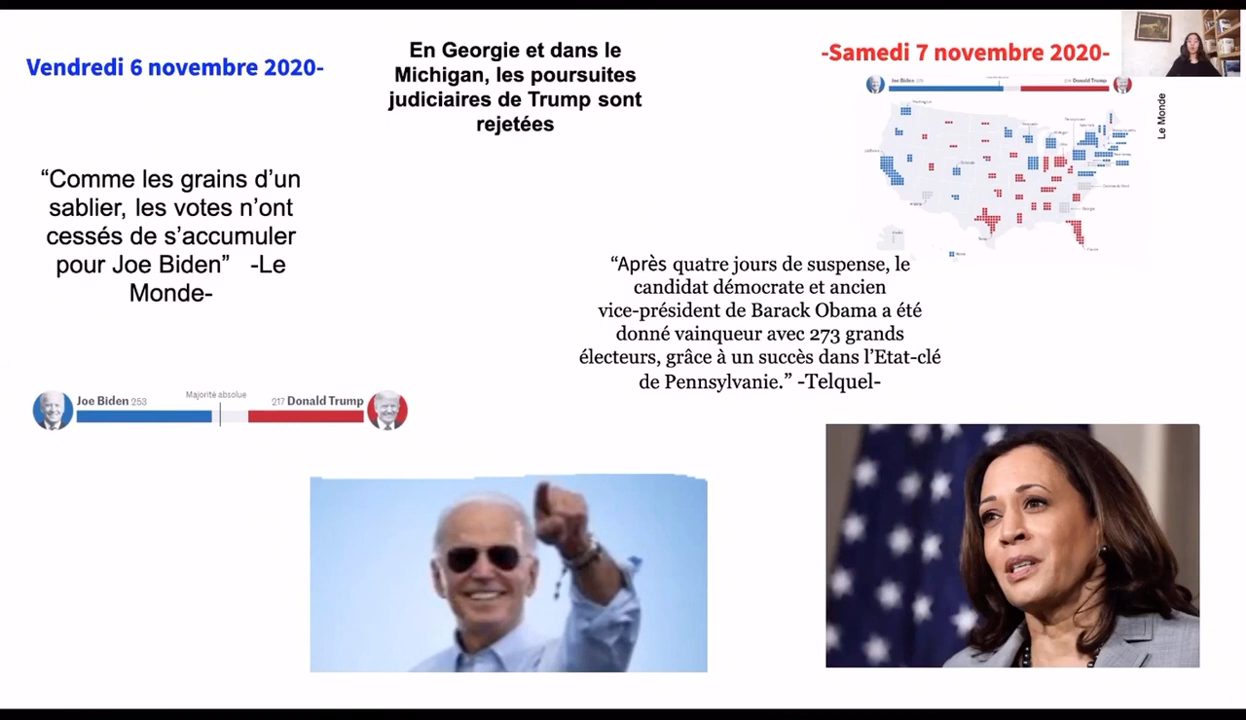 Vendredi 6 novembre 2020-
“Comme les grains d’un
sablier, les votes n’ont
cessés de s’accumuler
pour Joe Biden” -Le
Monde-
Joe Biden 253
Majorité absolue
217 Donald Trump
En Georgie et dans le
Michigan, les poursuites
judiciaires de Trump sont
rejetées
-Samedi 7 novembre 2020-
Joe Biden
Donald Trump
Le Monde
“Après quatre jours de suspense, le
candidat démocrate et ancien
vice-président de Barack Obama a été
donné vainqueur avec 273 grands
électeurs, grâce à un succès dans l’Etat-clé
de Pennsylvanie.” -Telquel-